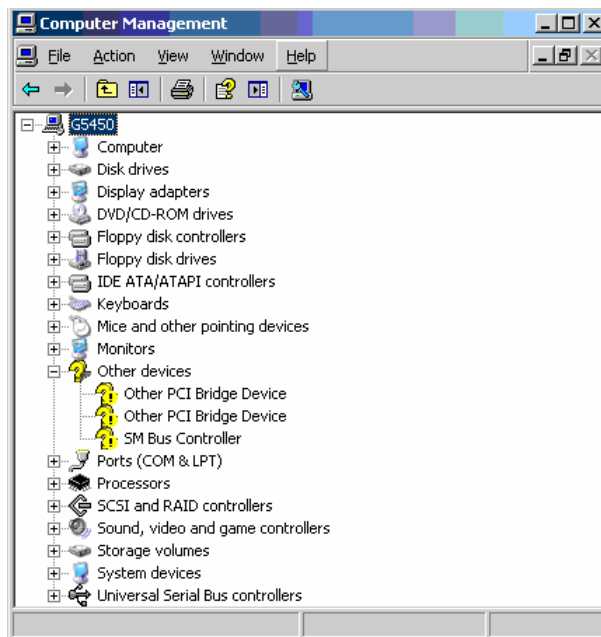 Computer Management
File Action View Window Help
G5450
Computer
Disk drives
Display adapters
DVD/CD-ROM drives
Floppy disk controllers
Floppy disk drives
IDE ATA/ATAPI controllers
Keyboards
Mice and other pointing devices
Monitors
Other devices
Other PCI Bridge Device
Other PCI Bridge Device
SM Bus Controller
Ports (COM & LPT)
Processors
SCSI and RAID controllers
Sound, video and game controllers
Storage volumes
System devices
Universal Serial Bus controllers